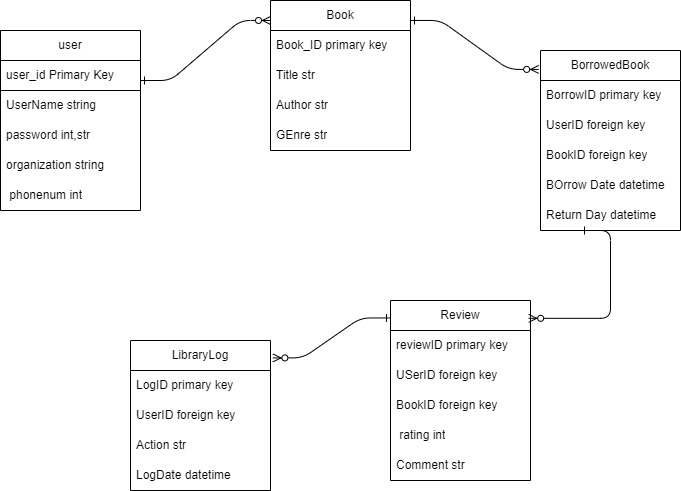 user
user_id Primary Key
UserName string
password int,str
organization string
phonenum int
Book
Book_ID primary key
Title str
Author str
GEnre str
BorrowedBook
BorrowID primary key
UserID foreign key
BookID foreign key
BOrrow Date datetime
Return Day datetime
Review
reviewID primary key
USerID foreign key
BookID foreign key
rating int
Comment str
LibraryLog
LogID primary key
UserID foreign key
Action str
LogDate datetime